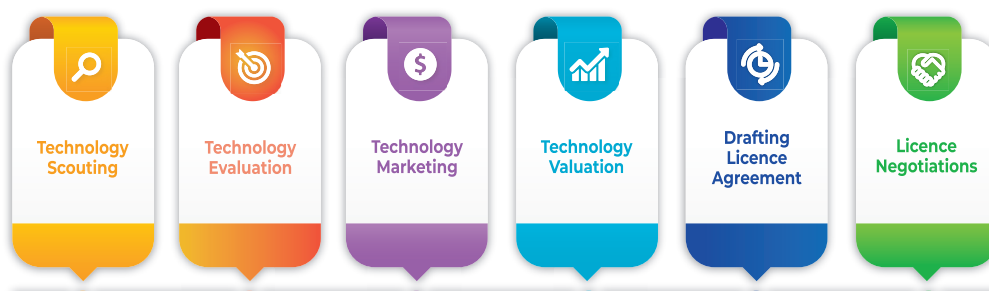 Technology
Scouting
Technology
Evaluation
$
Technology
Marketing
Technology
Valuation
Drafting
Licence
Agreement
Licence
Negotiations